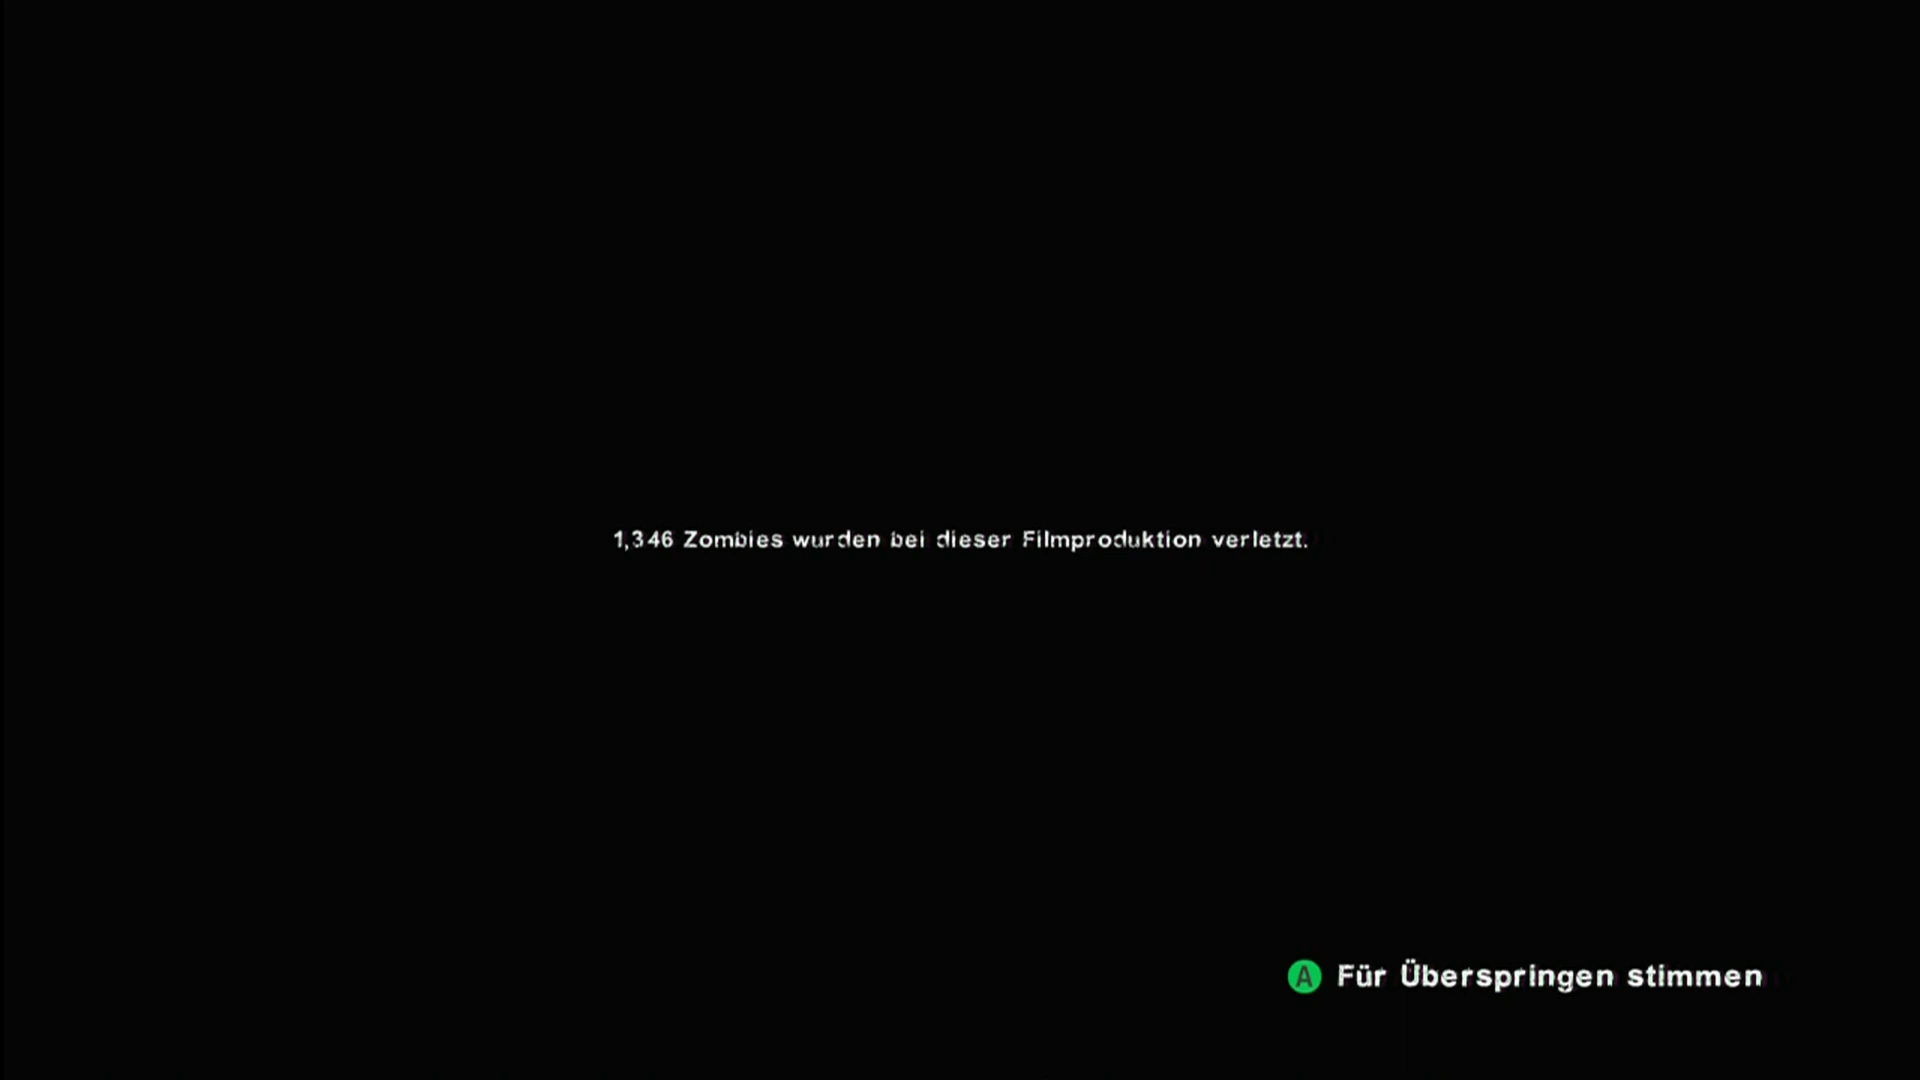 1,346 Zombies wurden bei dieser Filmproduktion verletzt.
A Für Überspringen stimmen